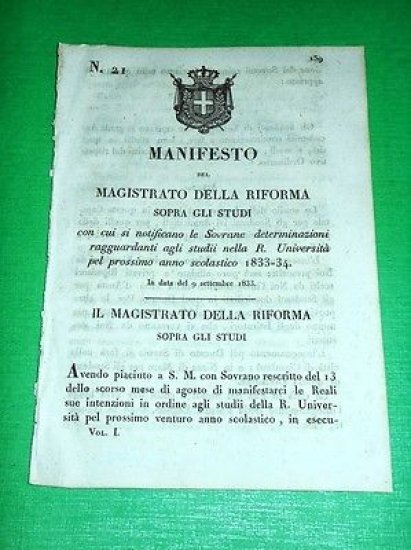 139
N. 21
MANIFESTO
DEL
MAGISTRATO DELLA RIFORMA
SOPRA GLI STUDI
con cui si notificano le Sovrane determinazioni
ragguardanti agli studii nella R. Università
pel prossimo anno scolastico 1833-34.
In data del 9 settembre 1833.
IL MAGISTRATO DELLA RIFORMA
SOPRA GLI STUDI
Avendo piaciuto a S. M. con Sovrano rescritto del 13
dello scorso mese di agosto di manifestarci le Reali
sue intenzioni in ordine agli studii della R. Univer-
sità pel prossimo venturo anno scolastico, in esecu-
VOL. I.